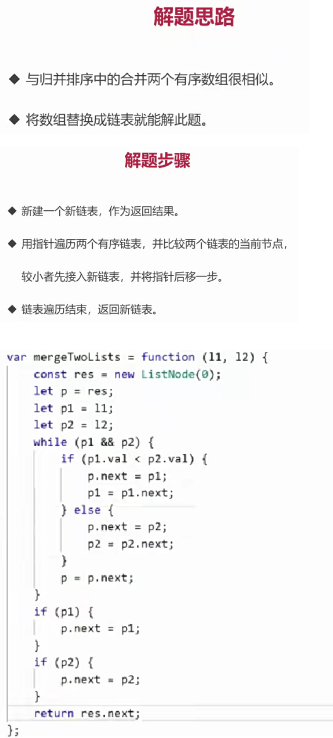 解题思路
◆ 与归并排序中的合并两个有序数组很相似。
◆ 将数组替换成链表就能解此题。
解题步骤
◆ 新建一个新链表，作为返回结果。
◆ 用指针遍历两个有序链表，并比较两个链表的当前节点，
较小者先接入新链表，并将指针后移一步。
◆ 链表遍历结束，返回新链表。
var mergeTwoLists = function (l1, l2) {
    const res = new ListNode(0);
    let p = res;
    let p1 = l1;
    let p2 = l2;
    while (p1 && p2) {
        if (p1.val < p2.val) {
            p.next = p1;
            p1 = p1.next;
        } else {
            p.next = p2;
            p2 = p2.next;
        }
        p = p.next;
    }
    if (p1) {
        p.next = p1;
    }
    if (p2) {
        p.next = p2;
    }
    return res.next;
};